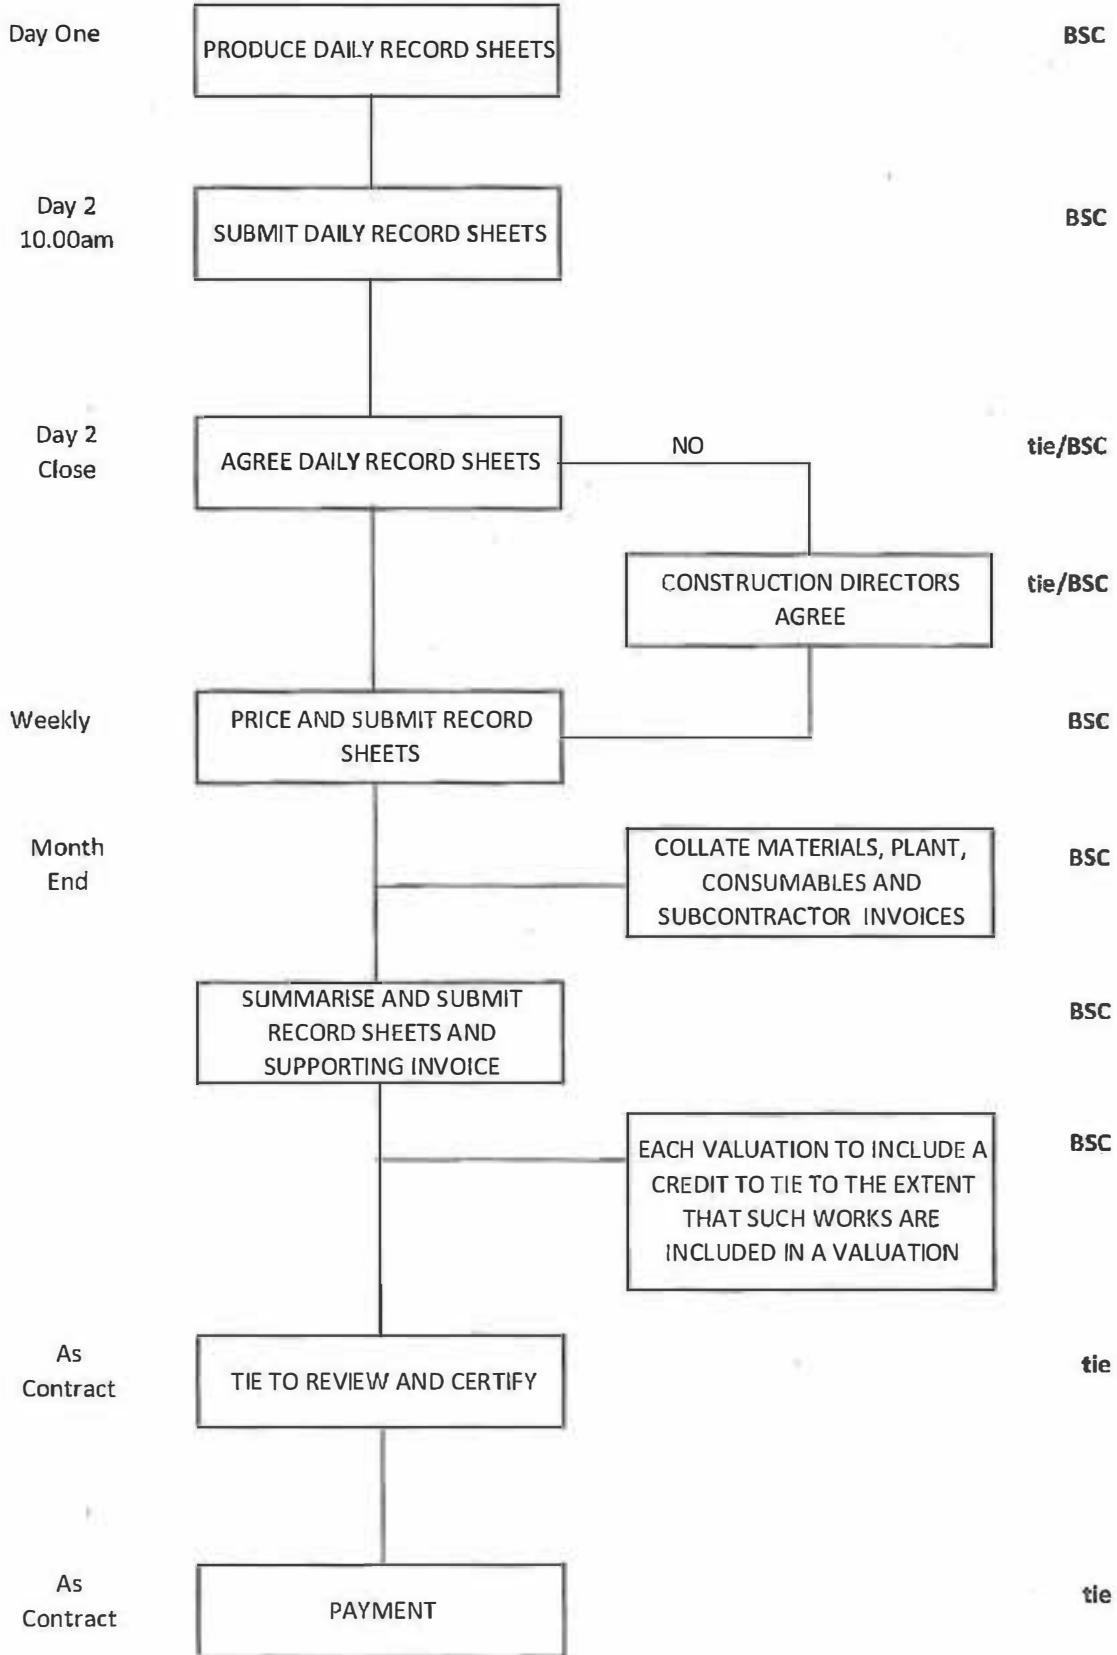 Day One
PRODUCE DAILY RECORD SHEETS
BSC
Day 2
10.00am
SUBMIT DAILY RECORD SHEETS
BSC
Day 2
Close
AGREE DAILY RECORD SHEETS
NO
tie/BSC
CONSTRUCTION DIRECTORS
AGREE
tie/BSC
Weekly
PRICE AND SUBMIT RECORD
SHEETS
BSC
Month
End
COLLATE MATERIALS, PLANT,
CONSUMABLES AND
SUBCONTRACTOR INVOICES
BSC
SUMMARISE AND SUBMIT
RECORD SHEETS AND
SUPPORTING INVOICE
BSC
EACH VALUATION TO INCLUDE A
CREDIT TO TIE TO THE EXTENT
THAT SUCH WORKS ARE
INCLUDED IN A VALUATION
BSC
As
Contract
TIE TO REVIEW AND CERTIFY
tie
As
Contract
PAYMENT
tie